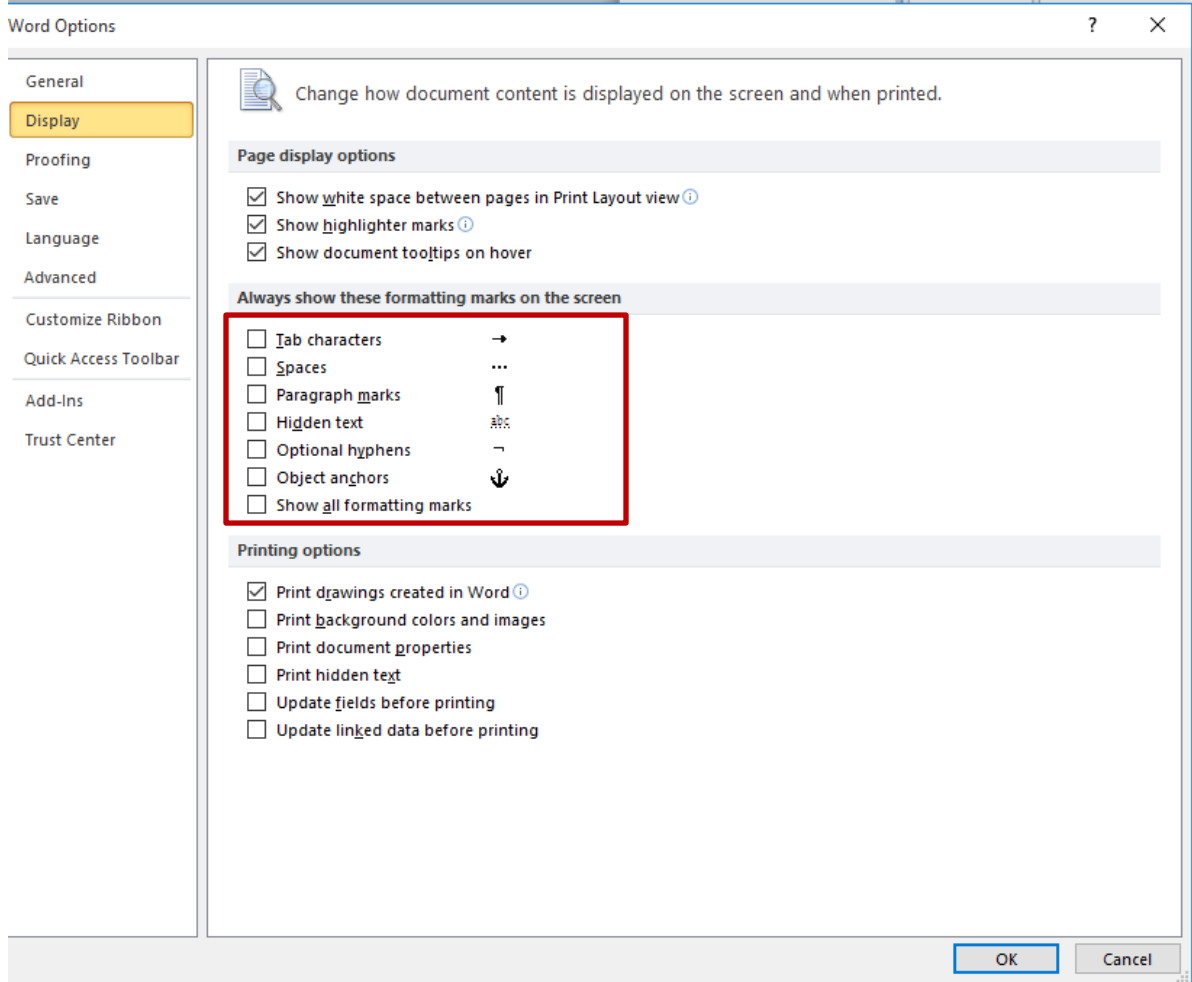 Word Options ?
General
Display
Proofing
Save
Language
Advanced
Customize Ribbon
Quick Access Toolbar
Add-Ins
Trust Center
Change how document content is displayed on the screen and when printed.
Page display options
Show white space between pages in Print Layout view
Show highlighter marks
Show document tooltips on hover
Always show these formatting marks on the screen
Tab characters →
Spaces ...
Paragraph marks ¶
Hidden text abc
Optional hyphens ¬
Object anchors
Show all formatting marks
Printing options
Print drawings created in Word
Print background colors and images
Print document properties
Print hidden text
Update fields before printing
Update linked data before printing
OK Cancel